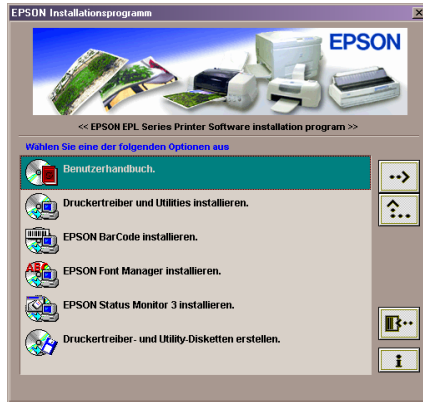 EPSON Installationsprogramm
EPSON
<< EPSON EPL Series Printer Software installation program >>
Wählen Sie eine der folgenden Optionen aus
Benutzerhandbuch.
Druckertreiber und Utilities installieren.
EPSON BarCode installieren.
EPSON Font Manager installieren.
EPSON Status Monitor 3 installieren.
Druckertreiber- und Utility-Disketten erstellen.